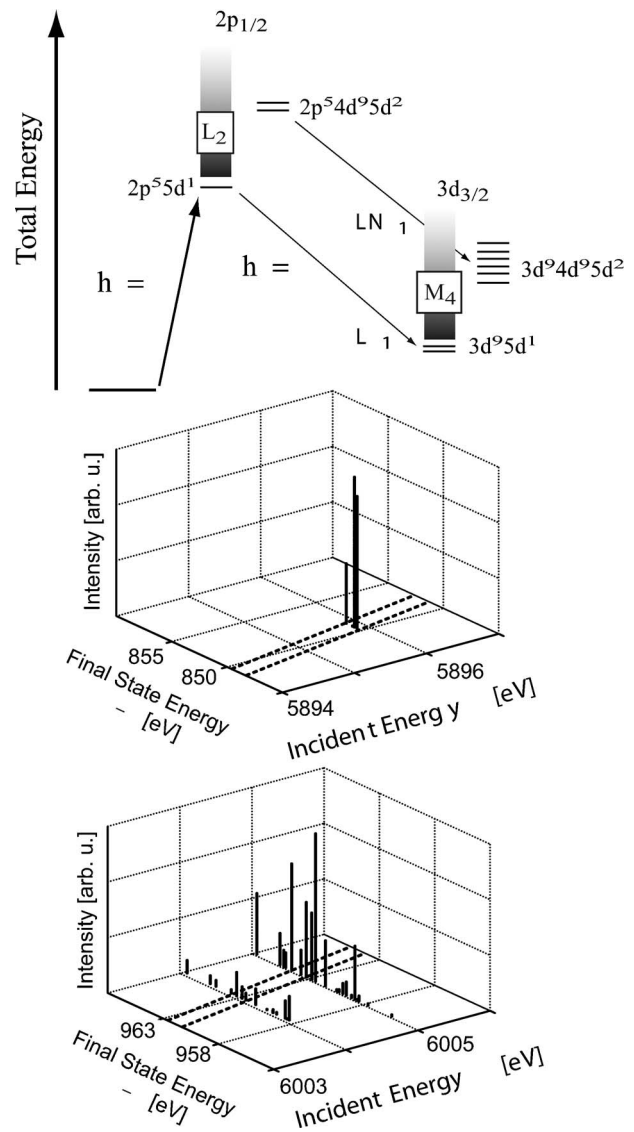 Total Energy
2p1/2
L2
2p⁵4d⁹5d²
2p⁵5d¹
h =
h =
LN 1
3d3/2
3d⁹4d⁹5d²
M4
L 1
3d⁹5d¹
Intensity [arb. u.]
855
850
Final State Energy
– [eV]
5894
5896
Incident Energ y [eV]
Intensity [arb. u.]
963
958
Final State Energy
– [eV]
6003
6005
Incident Energy [eV]